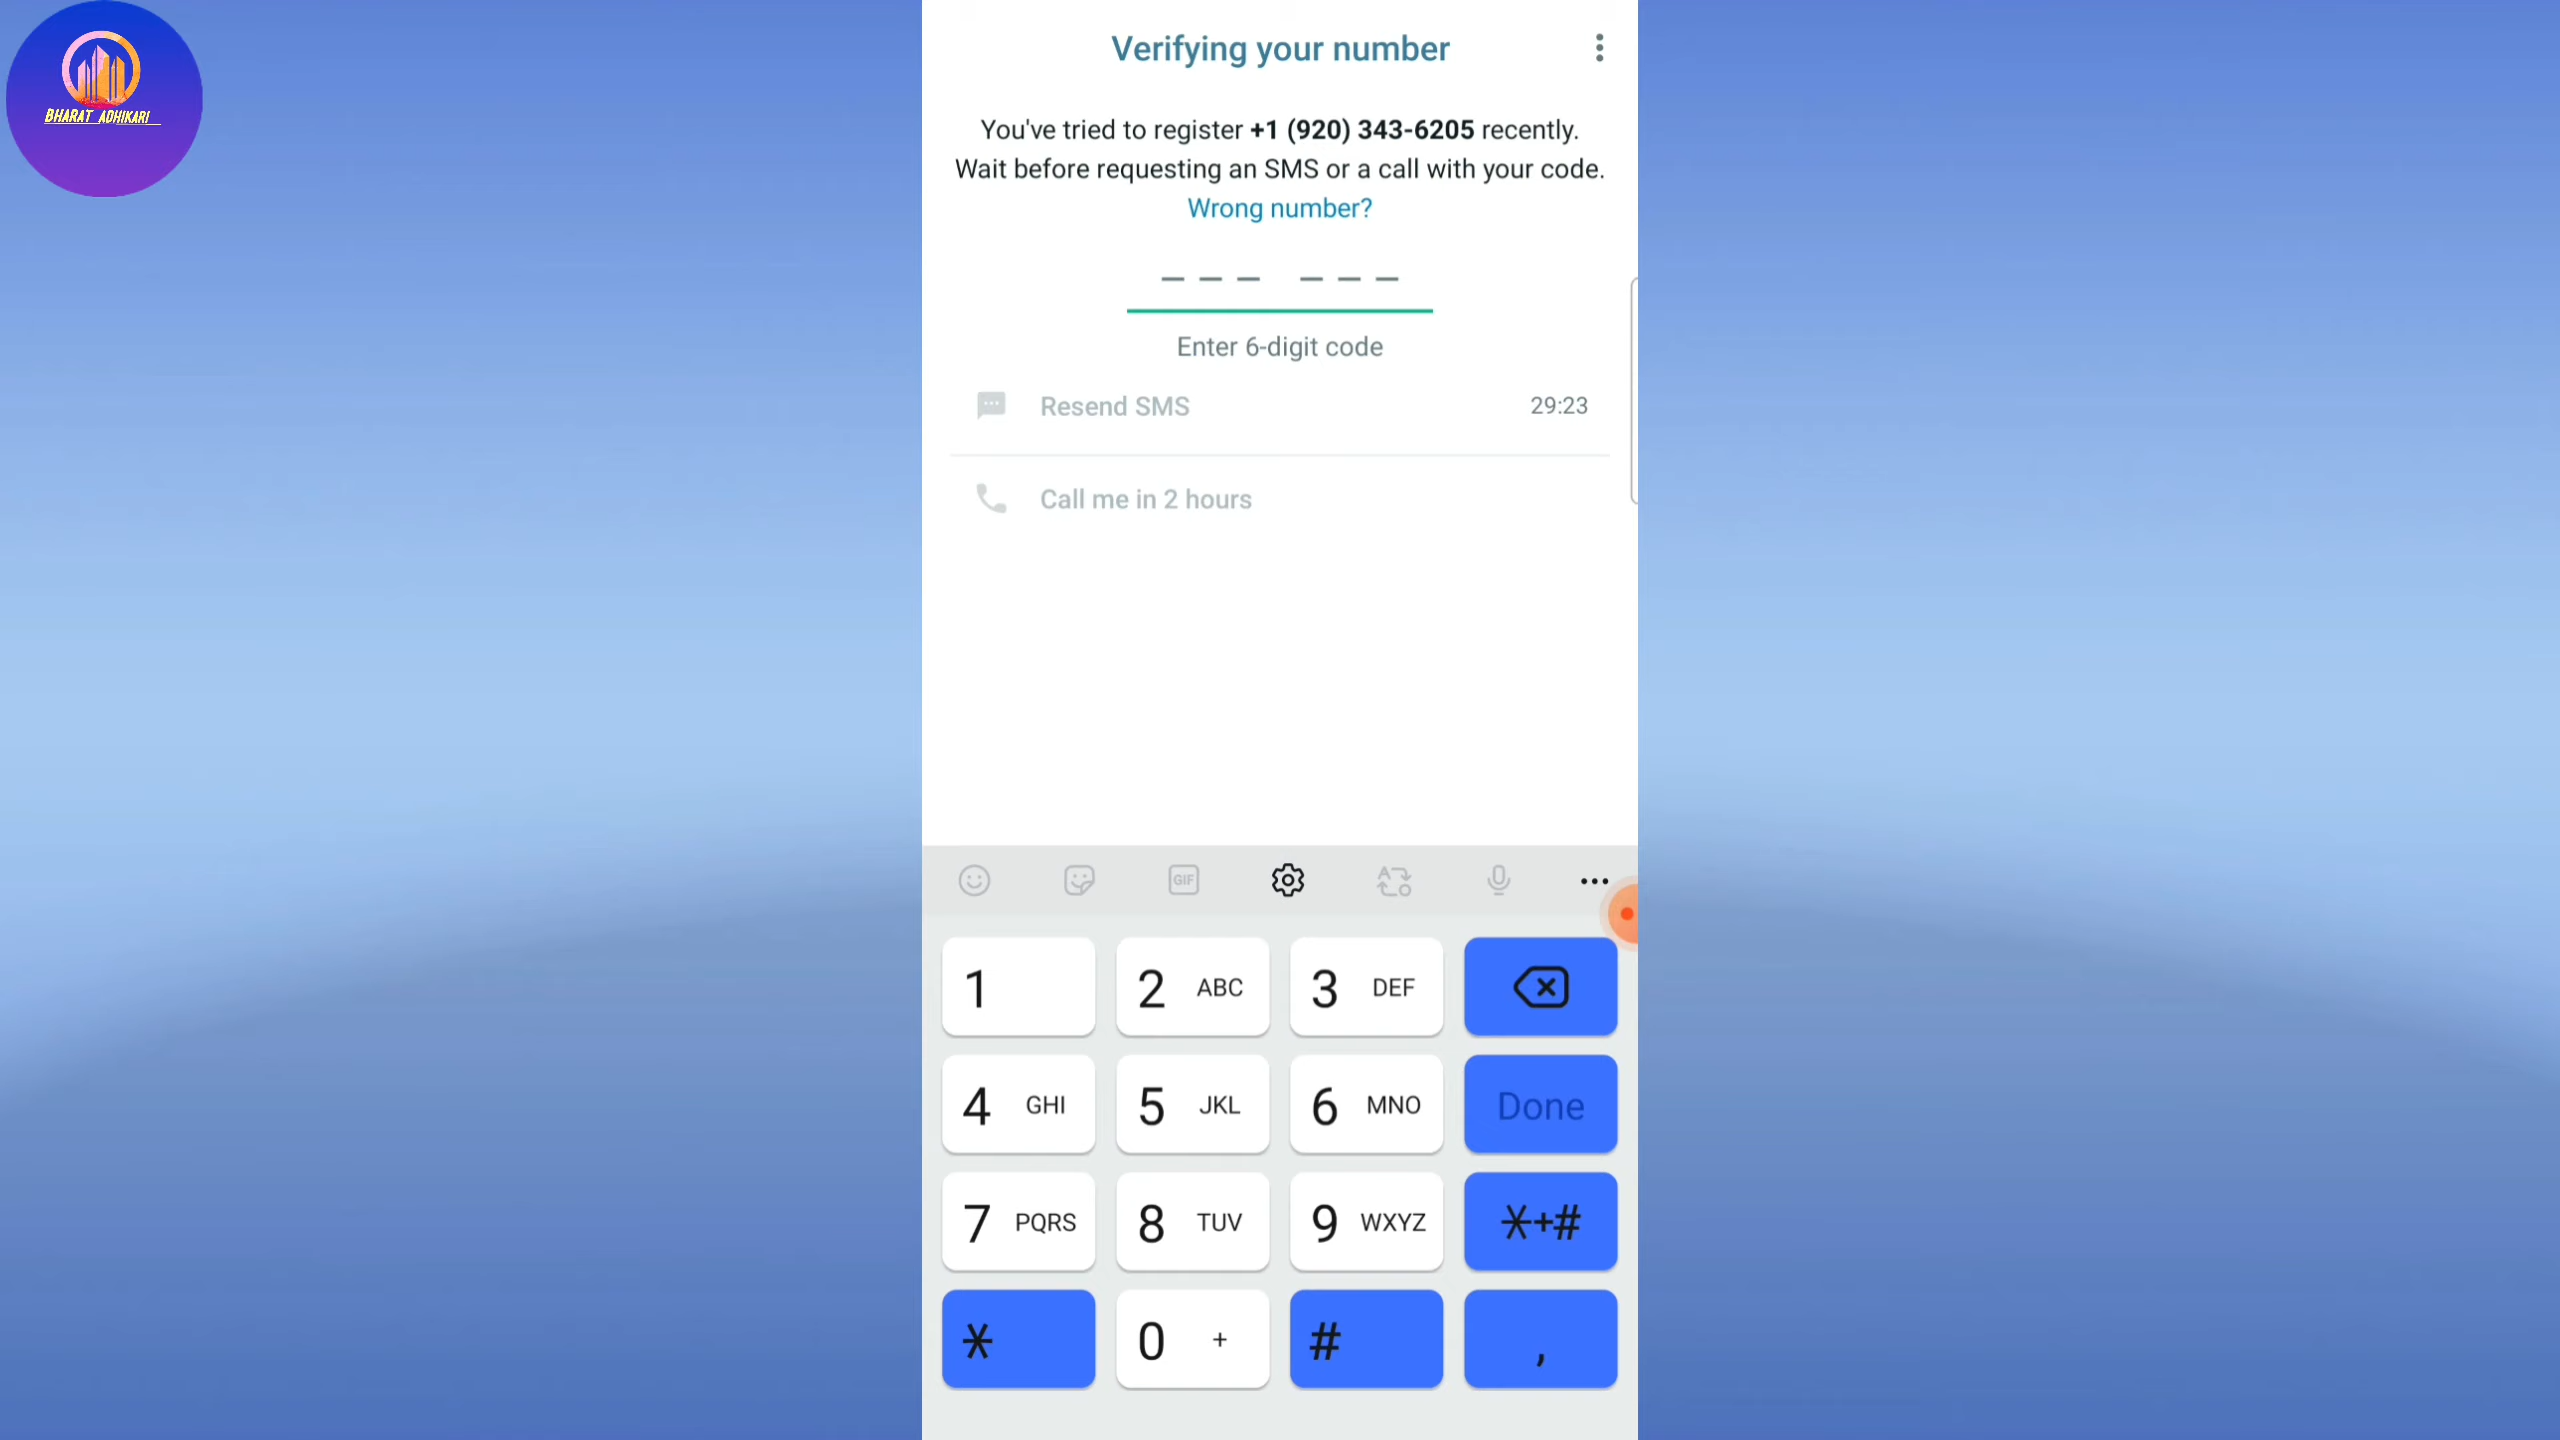 BHARAT ADHIKARI
Verifying your number
You've tried to register +1 (920) 343-6205 recently.
Wait before requesting an SMS or a call with your code.
Wrong number?
Enter 6-digit code
Resend SMS 29:23
Call me in 2 hours
GIF
1 2 ABC 3 DEF
4 GHI 5 JKL 6 MNO Done
7 PQRS 8 TUV 9 WXYZ *+#
* 0 + # ,